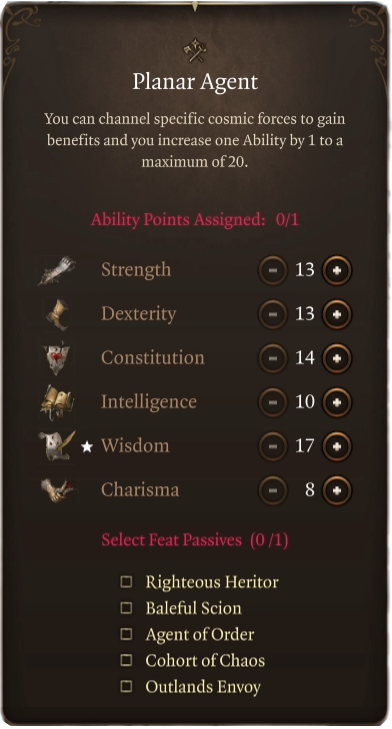 Planar Agent
You can channel specific cosmic forces to gain
benefits and you increase one Ability by 1 to a
maximum of 20.
Ability Points Assigned: 0/1
Strength - 13 +
Dexterity - 13 +
Constitution - 14 +
Intelligence - 10 +
Wisdom - 17 +
Charisma - 8 +
Select Feat Passives (0 /1)
Righteous Heritor
Baleful Scion
Agent of Order
Cohort of Chaos
Outlands Envoy